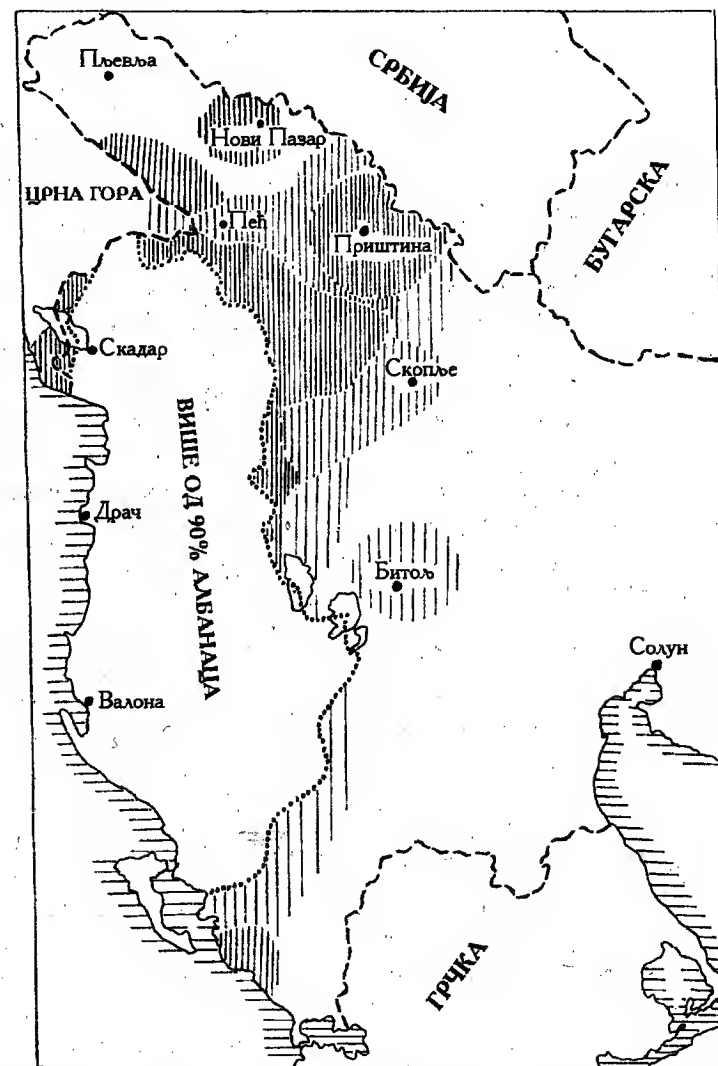 Пљевља
СРБИЈА
Нови Пазар
ЦРНА ГОРА
Пећ
Приштина
БУГАРСКА
Скадар
Скопље
ВИШЕ ОД 90% АЛБАНАЦА
Драч
Битољ
Солун
Валона
ГРЧКА